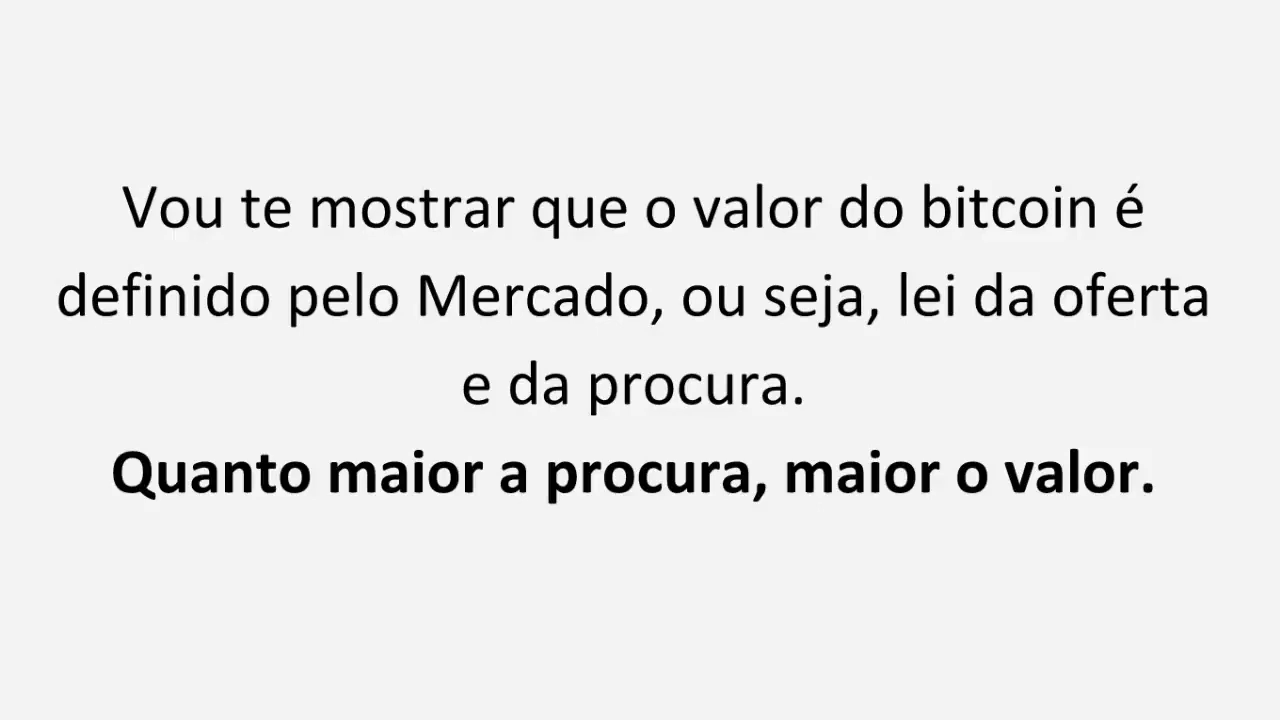 Vou te mostrar que o valor do bitcoin é
definido pelo Mercado, ou seja, lei da oferta
e da procura.
Quanto maior a procura, maior o valor.